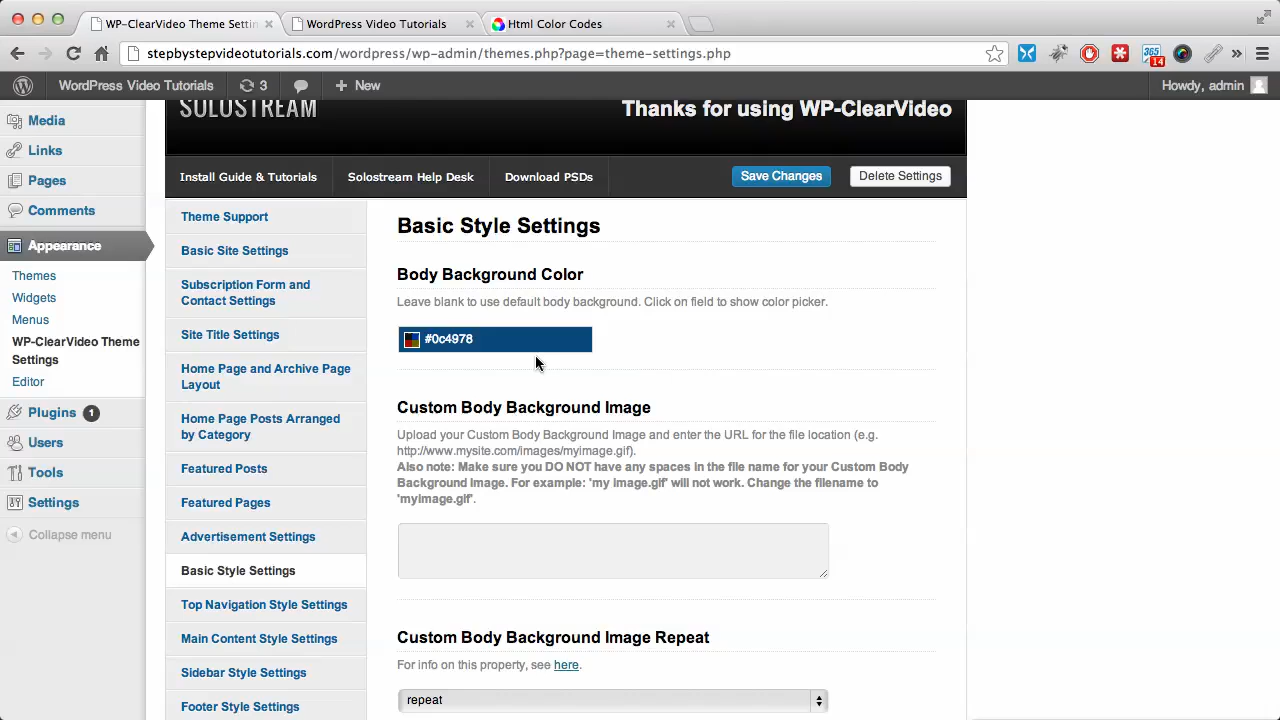 WP-ClearVideo Theme Settin
WordPress Video Tutorials
Html Color Codes
stepbystepvideotutorials.com/wordpress/wp-admin/themes.php?page=theme-settings.php
365
14
WordPress Video Tutorials
3
New
Howdy, admin
Media
Links
Pages
Comments
Appearance
Themes
Widgets
Menus
WP-ClearVideo Theme
Settings
Editor
Plugins 1
Users
Tools
Settings
Collapse menu
SOLOSTREAM
Thanks for using WP-ClearVideo
Install Guide & Tutorials
Solostream Help Desk
Download PSDs
Save Changes
Delete Settings
Theme Support
Basic Site Settings
Subscription Form and
Contact Settings
Site Title Settings
Home Page and Archive Page
Layout
Home Page Posts Arranged
by Category
Featured Posts
Featured Pages
Advertisement Settings
Basic Style Settings
Top Navigation Style Settings
Main Content Style Settings
Sidebar Style Settings
Footer Style Settings
Basic Style Settings
Body Background Color
Leave blank to use default body background. Click on field to show color picker.
#0c4978
Custom Body Background Image
Upload your Custom Body Background Image and enter the URL for the file location (e.g.
http://www.mysite.com/images/myimage.gif).
Also note: Make sure you DO NOT have any spaces in the file name for your Custom Body
Background Image. For example: 'my image.gif' will not work. Change the filename to
'myimage.gif'.
Custom Body Background Image Repeat
For info on this property, see here.
repeat